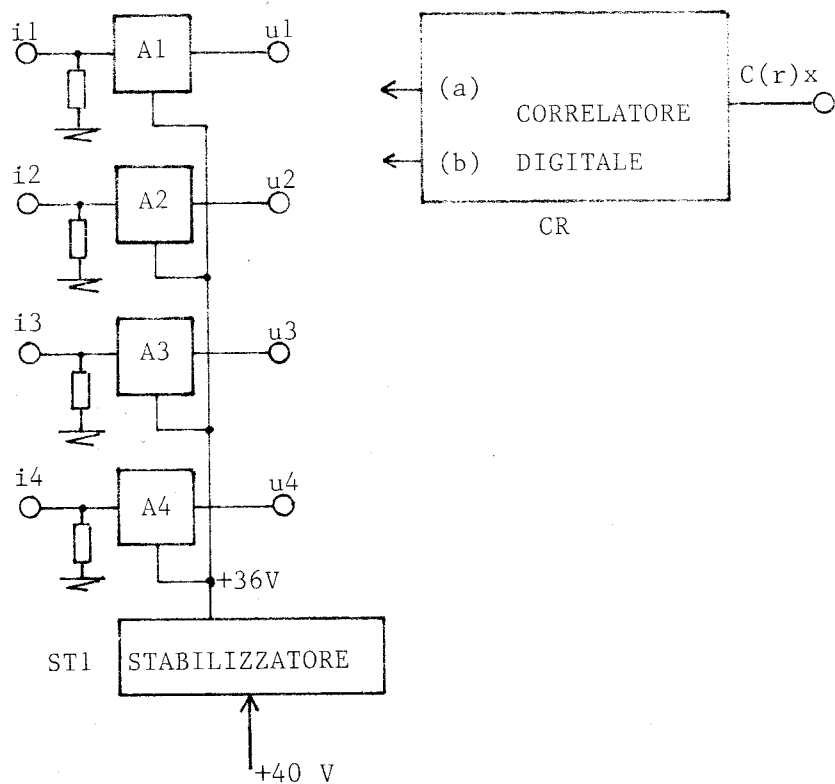 i1
A1
u1
(a)
CORRELATORE
C(r)x
(b) DIGITALE
CR
i2
A2
u2
i3
A3
u3
i4
A4
u4
+36V
ST1
STABILIZZATORE
+40 V